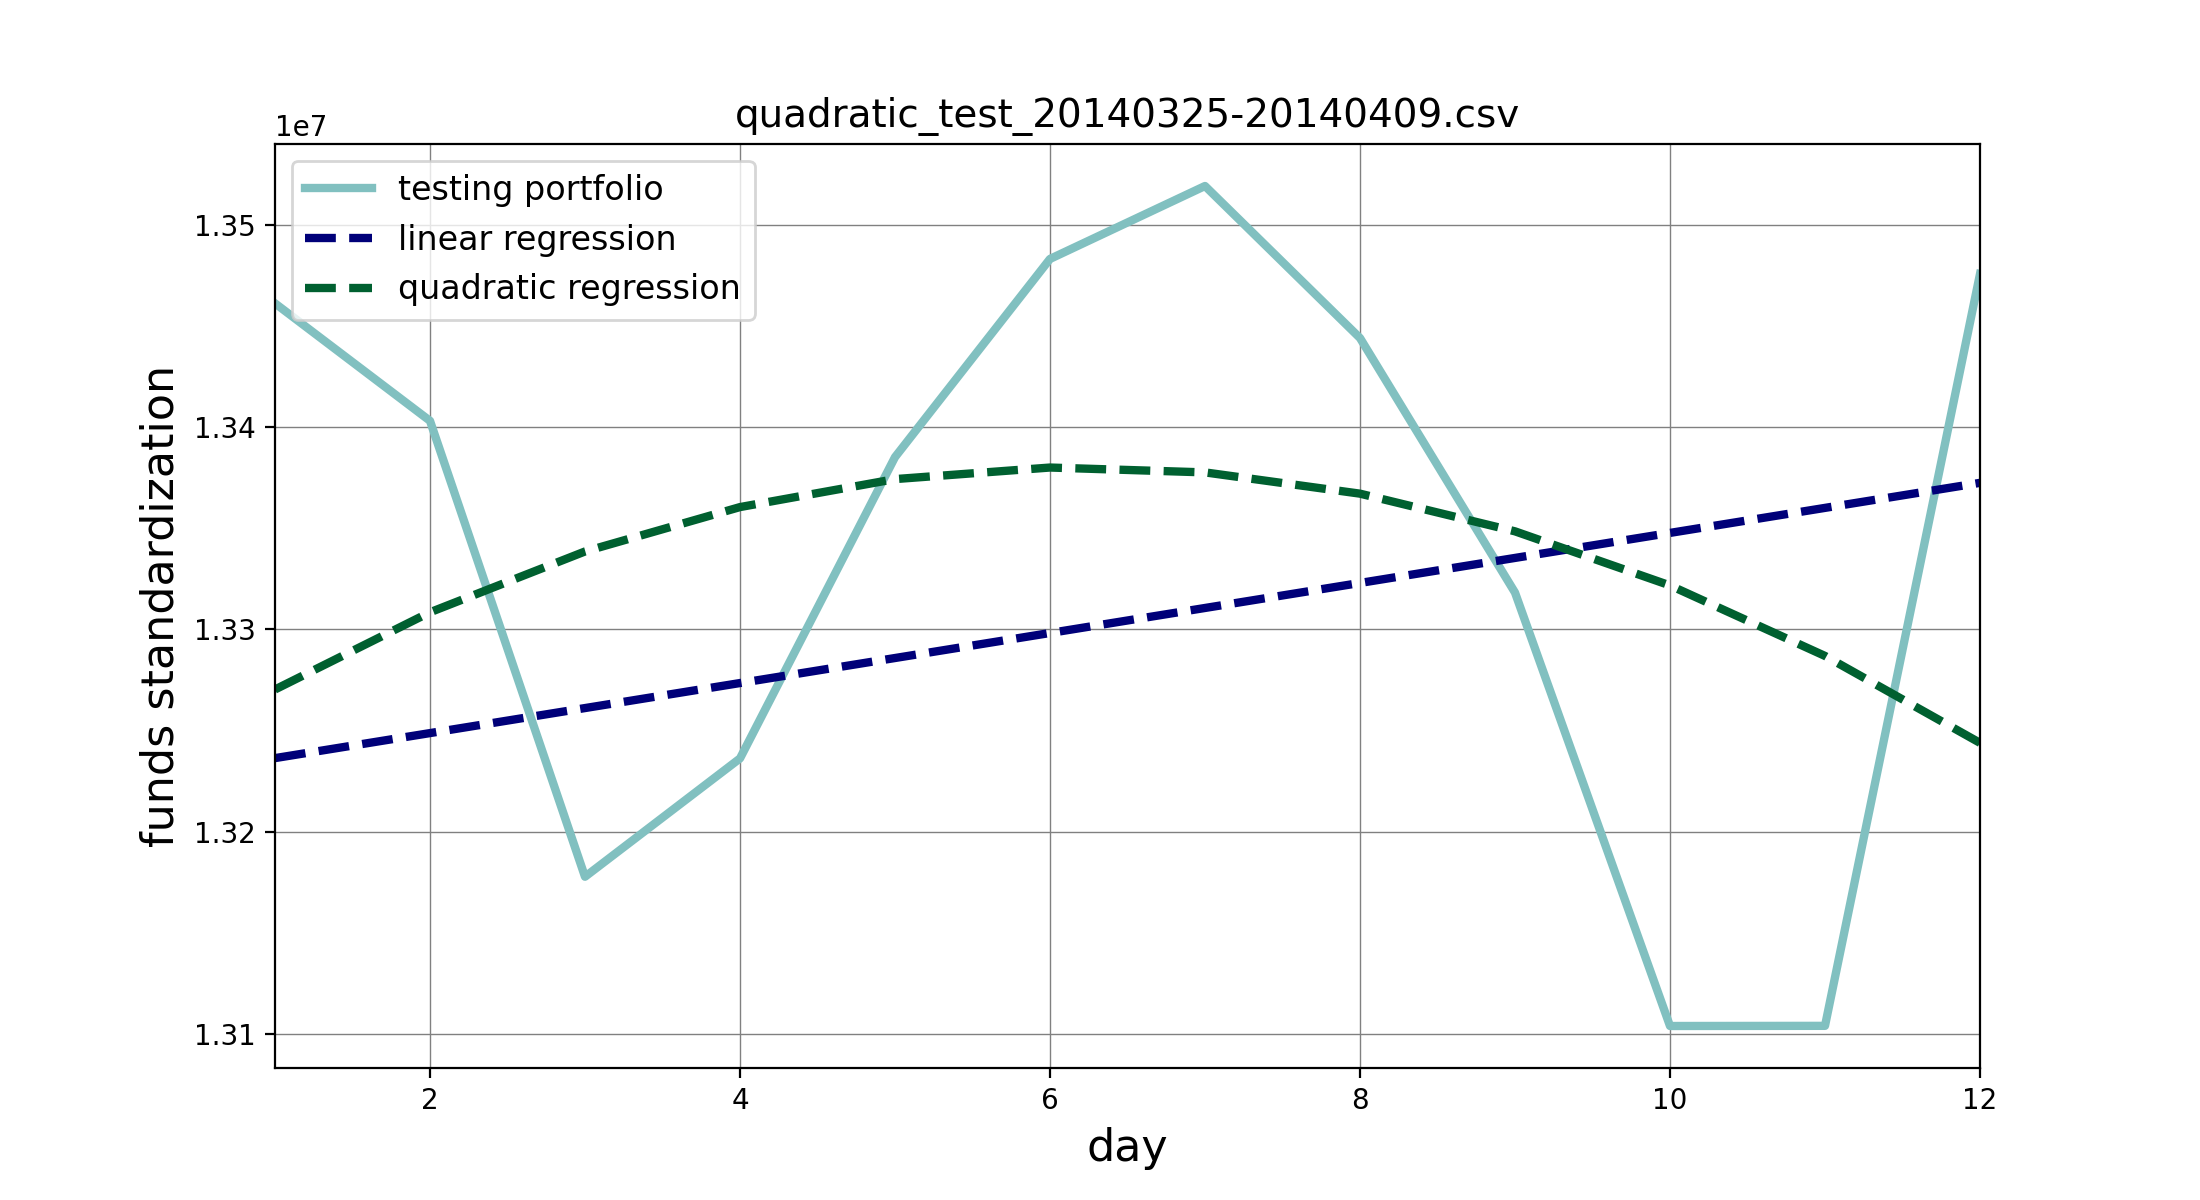 quadratic_test_20140325-20140409.csv
1e7
testing portfolio
linear regression
quadratic regression
1.35
1.34
1.33
1.32
1.31
funds standardization
2 4 6 8 10 12
day